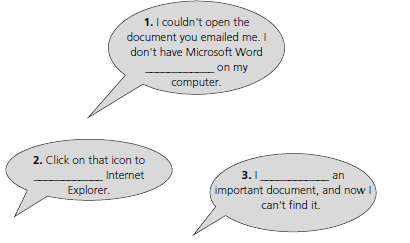 1. I couldn't open the
document you emailed me. I
don't have Microsoft Word
____________ on my
computer.
2. Click on that icon to
____________ Internet
Explorer.
3. I ____________ an
important document, and now I
can't find it.